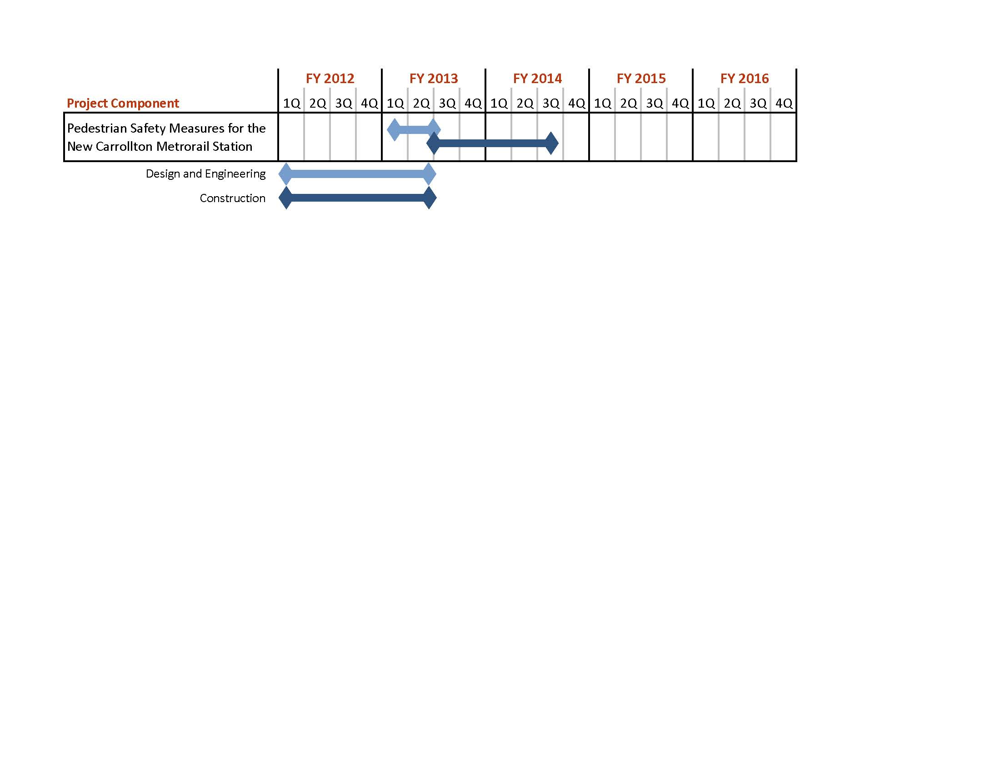 FY 2012 FY 2013 FY 2014 FY 2015 FY 2016
Project Component 1Q 2Q 3Q 4Q 1Q 2Q 3Q 4Q 1Q 2Q 3Q 4Q 1Q 2Q 3Q 4Q 1Q 2Q 3Q 4Q
Pedestrian Safety Measures for the
New Carrollton Metrorail Station
Design and Engineering
Construction